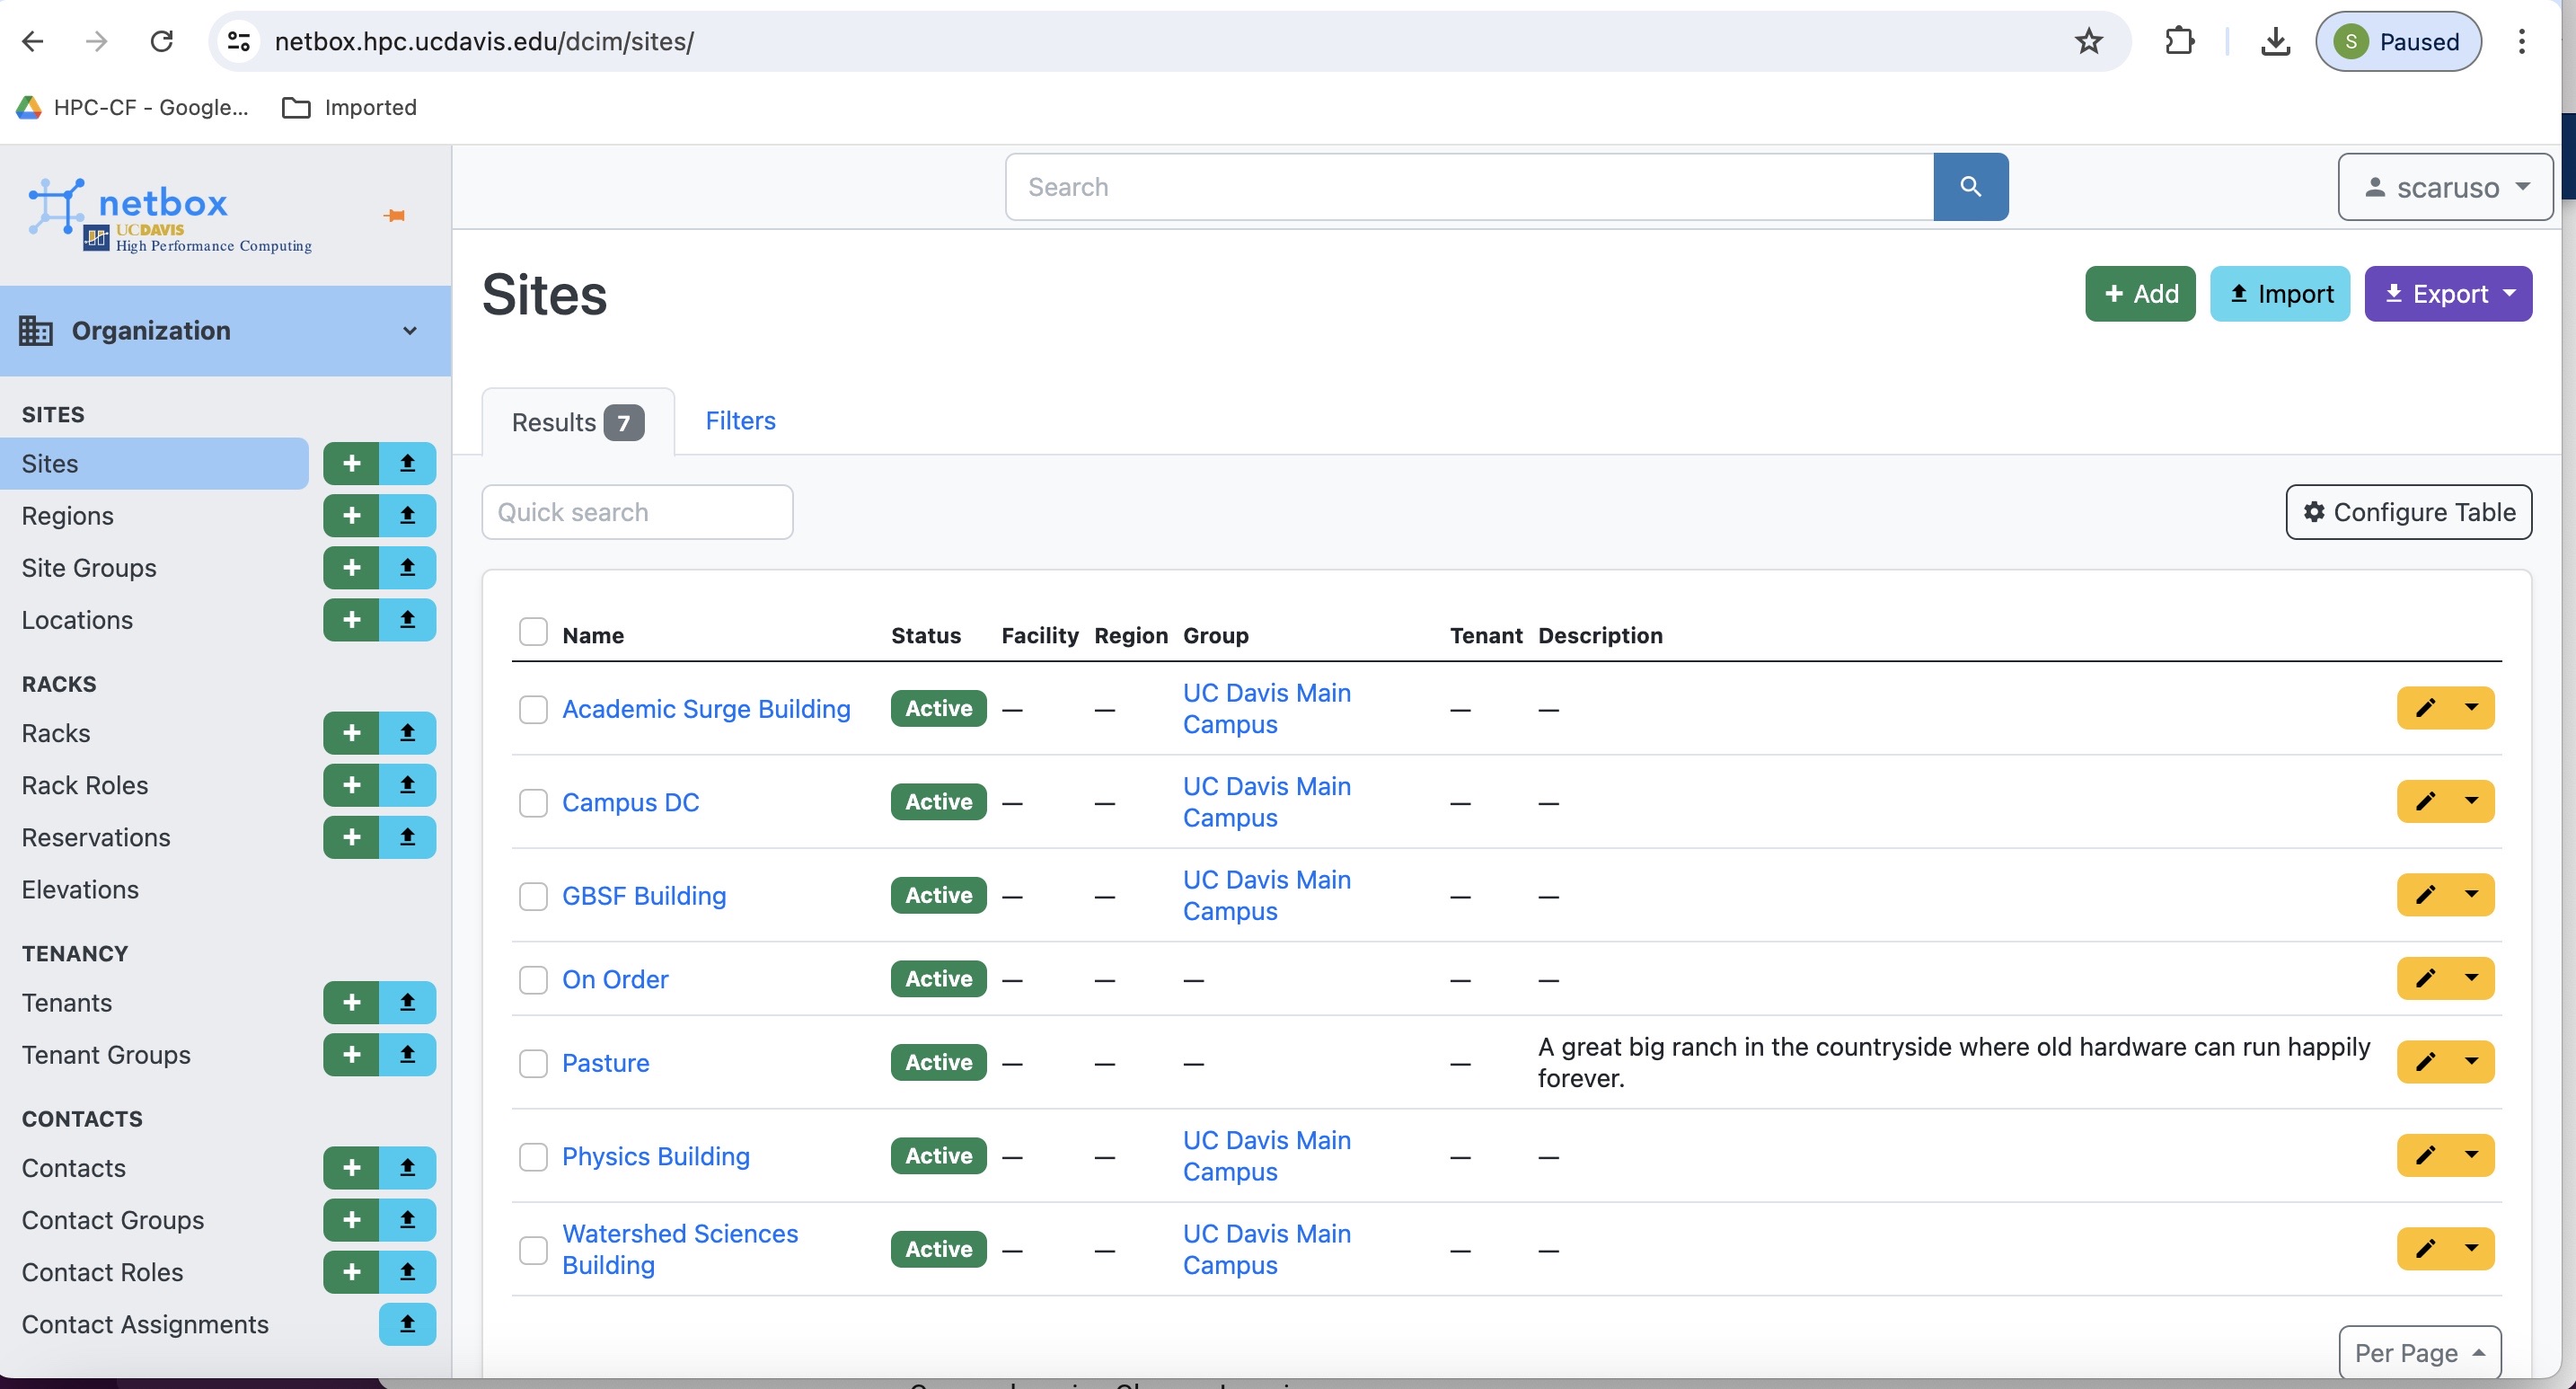 netbox.hpc.ucdavis.edu/dcim/sites/
S Paused
HPC-CF - Google...
Imported
netbox
UCDAVIS
High Performance Computing
Search
scaruso
Organization
SITES
Sites
Regions
Site Groups
Locations
RACKS
Racks
Rack Roles
Reservations
Elevations
TENANCY
Tenants
Tenant Groups
CONTACTS
Contacts
Contact Groups
Contact Roles
Contact Assignments
Sites
+ Add
Import
Export
Results 7
Filters
Quick search
Configure Table
Name Status Facility Region Group Tenant Description
Academic Surge Building Active — — UC Davis Main Campus — —
Campus DC Active — — UC Davis Main Campus — —
GBSF Building Active — — UC Davis Main Campus — —
On Order Active — — — — —
Pasture Active — — — — A great big ranch in the countryside where old hardware can run happily forever.
Physics Building Active — — UC Davis Main Campus — —
Watershed Sciences Building Active — — UC Davis Main Campus — —
Per Page